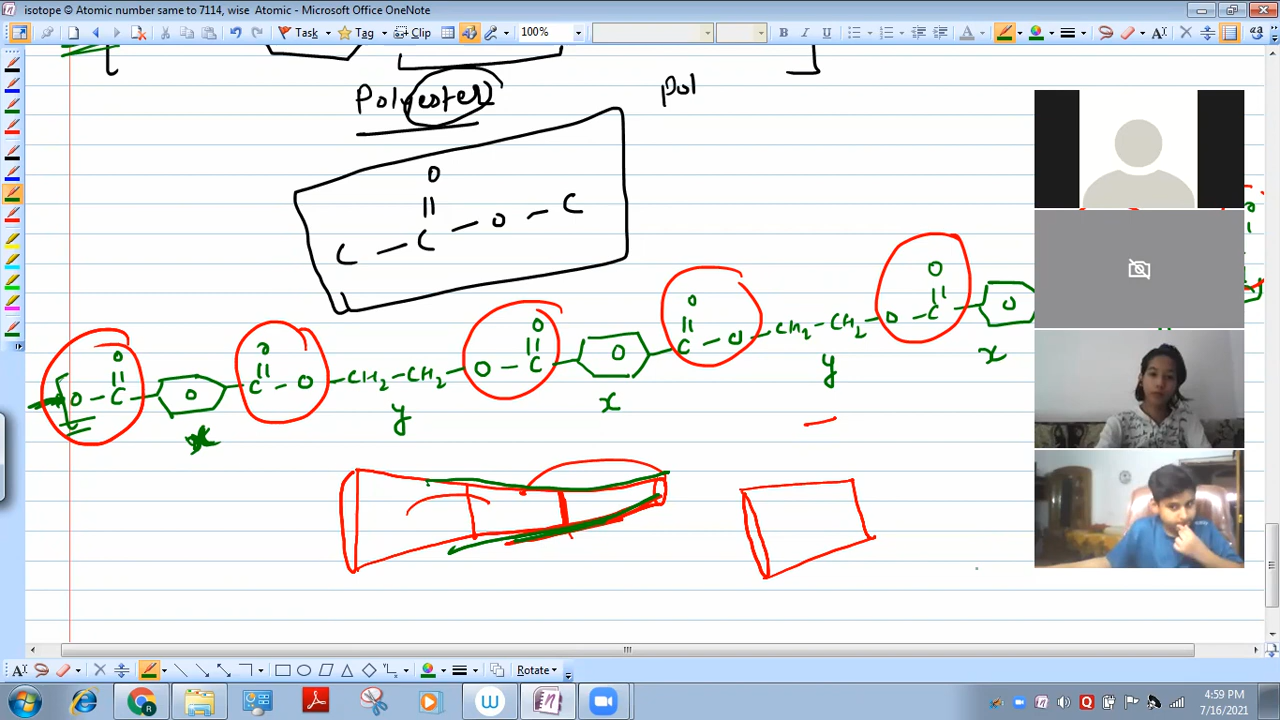 isotope © Atomic number same to 7114, wise Atomic - Microsoft Office OneNote
Task Tag Clip 100% B I U
Polyester pol
O
||
C — C — O — C
O — C — O — C — O — CH2 — CH2 — O — C — O — C — O — CH2 — CH2 — O — C — O
x y x y x
Rotate
4:59 PM
7/16/2021